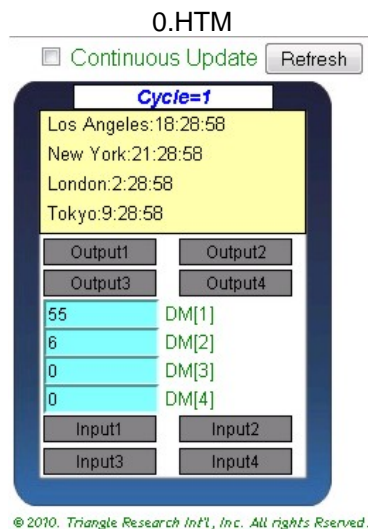 0.HTM
Continuous Update Refresh
Cycle=1
Los Angeles:18:28:58
New York:21:28:58
London:2:28:58
Tokyo:9:28:58
Output1 Output2
Output3 Output4
55 DM[1]
6 DM[2]
0 DM[3]
0 DM[4]
Input1 Input2
Input3 Input4
© 2010. Triangle Research Int'l, Inc. All rights Rserved.